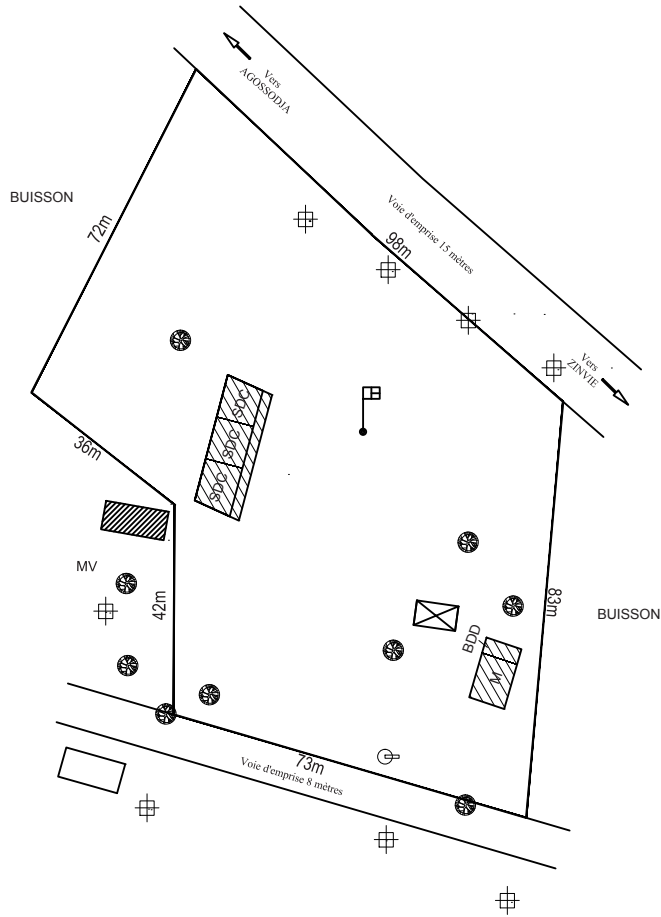 Vers
AGOSSODJA
BUISSON
72m
Voie d'emprise 15 mètres
98m
Vers
ZINVIE
SDC
SDC
SDC
36m
MV
42m
83m
BUISSON
BDD
M
73m
Voie d'emprise 8 mètres